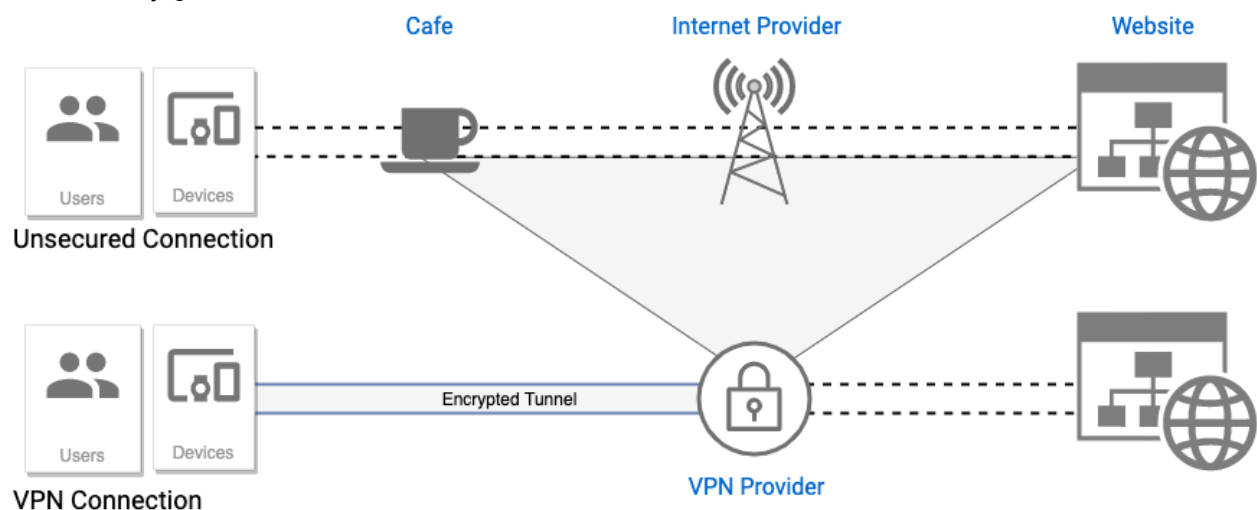 Cafe
Internet Provider
Website
Users
Devices
Unsecured Connection
Encrypted Tunnel
Users
Devices
VPN Provider
VPN Connection